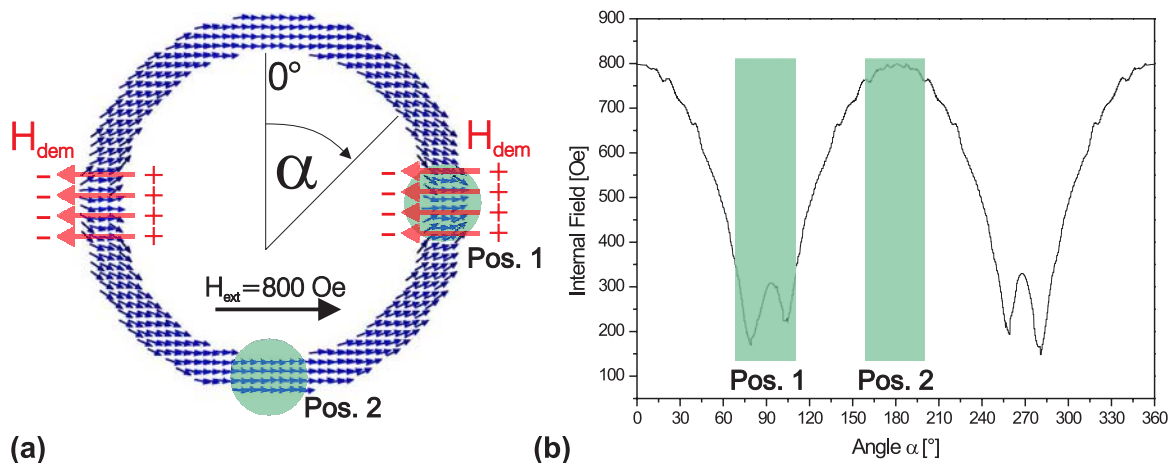 0°
α
H_dem
H_dem
- +
- +
- +
- +
- +
- +
- +
- +
Pos. 1
H_ext=800 Oe
Pos. 2
(a)
Internal Field [Oe]
900
800
700
600
500
400
300
200
100
Pos. 1
Pos. 2
0 30 60 90 120 150 180 210 240 270 300 330 360
Angle α [°]
(b)